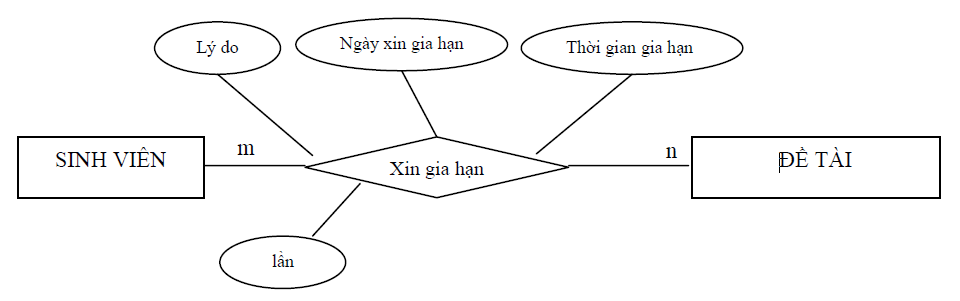 Lý do
Ngày xin gia hạn
Thời gian gia hạn
SINH VIÊN
m
Xin gia hạn
n
ĐỀ TÀI
lần